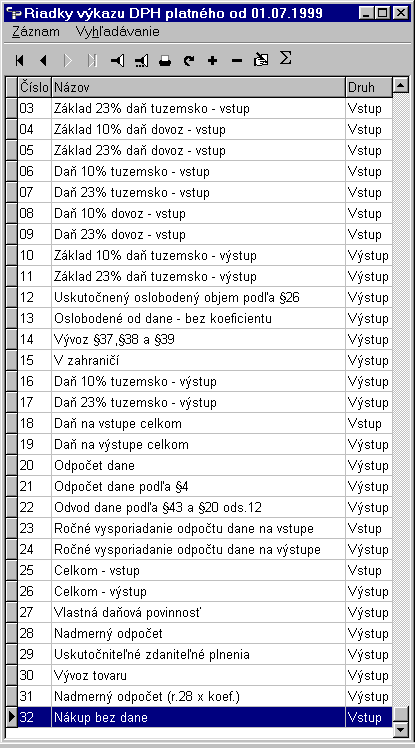 Riadky výkazu DPH platného od 01.07.1999
Záznam Vyhľadávanie
Číslo Názov Druh
03 Základ 23% daň tuzemsko - vstup Vstup
04 Základ 10% daň dovoz - vstup Vstup
05 Základ 23% daň dovoz - vstup Vstup
06 Daň 10% tuzemsko - vstup Vstup
07 Daň 23% tuzemsko - vstup Vstup
08 Daň 10% dovoz - vstup Vstup
09 Daň 23% dovoz - vstup Vstup
10 Základ 10% daň tuzemsko - výstup Výstup
11 Základ 23% daň tuzemsko - výstup Výstup
12 Uskutočnený oslobodený objem podľa §26 Výstup
13 Oslobodené od dane - bez koeficientu Výstup
14 Vývoz §37,§38 a §39 Výstup
15 V zahraničí Výstup
16 Daň 10% tuzemsko - výstup Výstup
17 Daň 23% tuzemsko - výstup Výstup
18 Daň na vstupe celkom Vstup
19 Daň na výstupe celkom Výstup
20 Odpočet dane Výstup
21 Odpočet dane podľa §4 Výstup
22 Odvod dane podľa §43 a §20 ods.12 Výstup
23 Ročné vysporiadanie odpočtu dane na vstupe Vstup
24 Ročné vysporiadanie odpočtu dane na výstupe Výstup
25 Celkom - vstup Výstup
26 Celkom - výstup Výstup
27 Vlastná daňová povinnosť Výstup
28 Nadmerný odpočet Výstup
29 Uskutočniteľné zdaniteľné plnenia Výstup
30 Vývoz tovaru Výstup
31 Nadmerný odpočet (r.28 x koef.) Výstup
32 Nákup bez dane Vstup